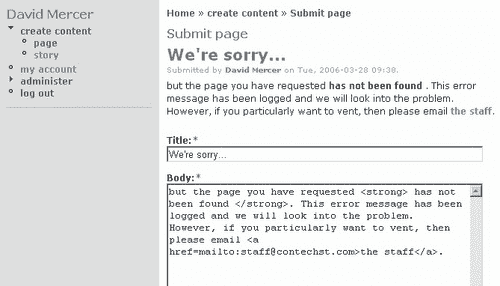 David Mercer
create content
page
story
my account
administer
log out
Home » create content » Submit page
Submit page
We're sorry...
Submitted by David Mercer on Tue, 2006-03-28 09:38.
but the page you have requested has not been found . This error
message has been logged and we will look into the problem.
However, if you particularly want to vent, then please email the staff.
Title:*
We're sorry...
Body:*
but the page you have requested <strong> has not
been found </strong>. This error message has been
logged and we will look into the problem.
However, if you particularly want to vent, then
please email <a
href=mailto:staff@contechst.com>the staff</a>.